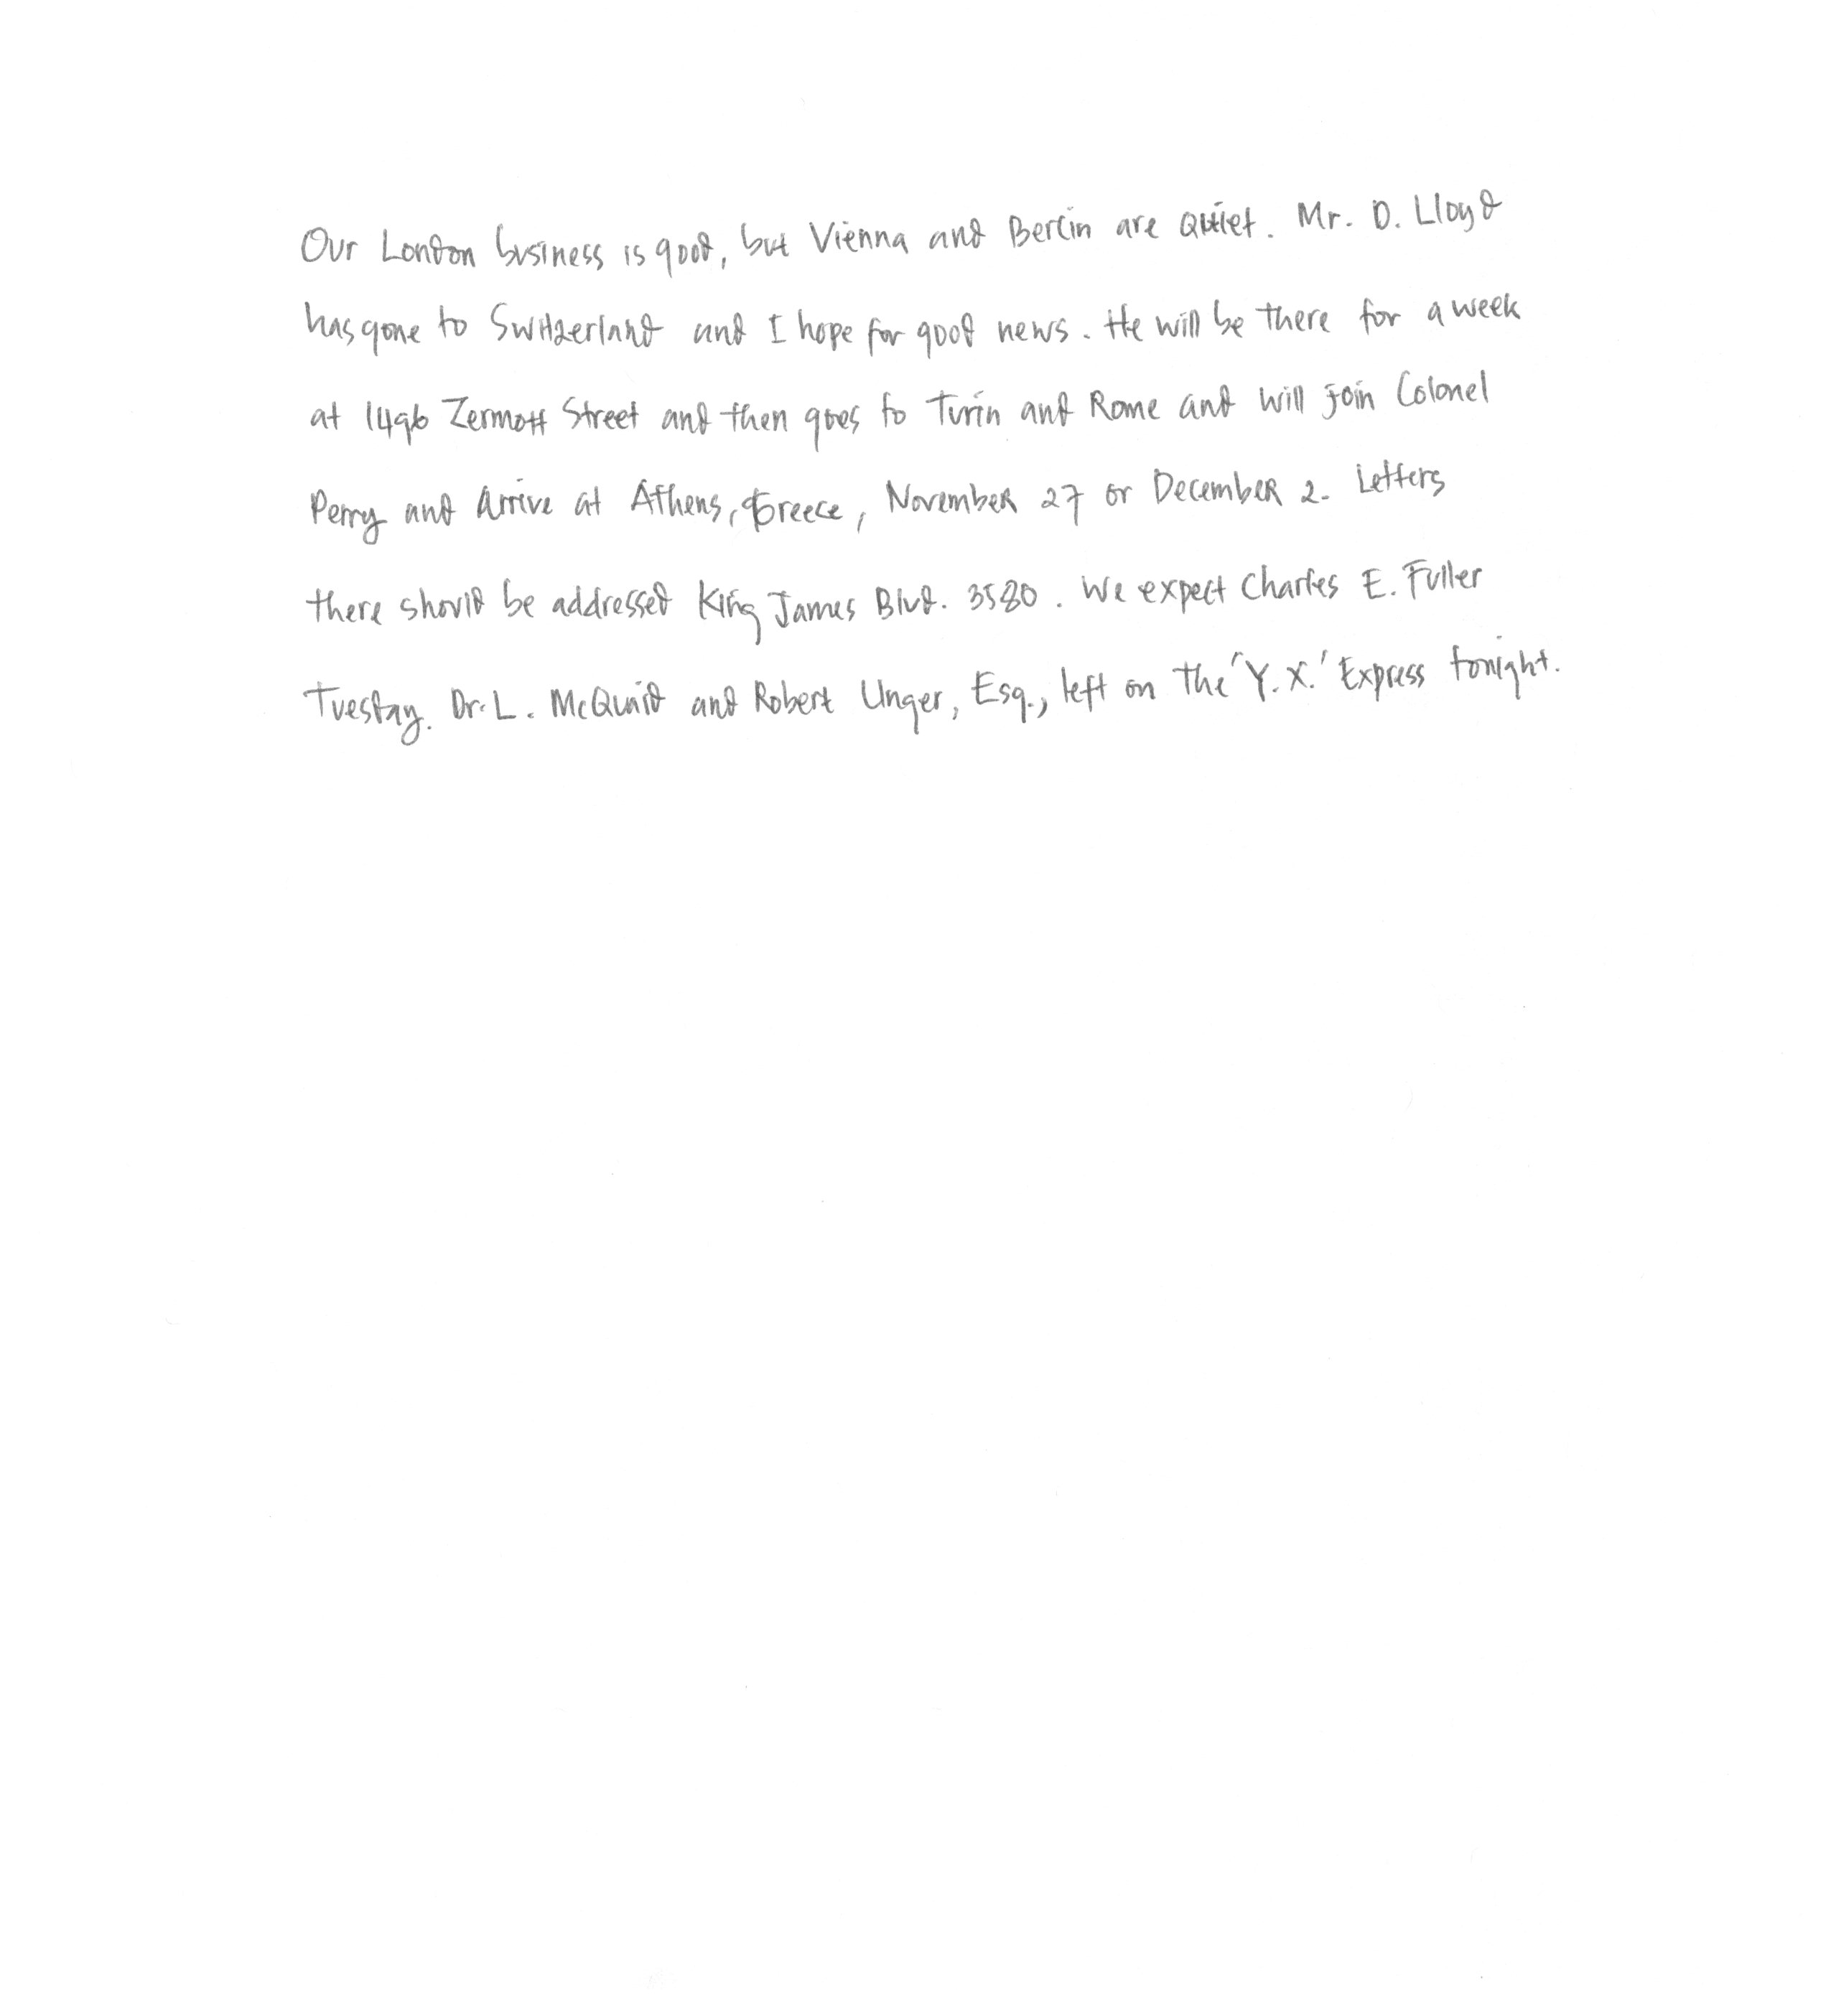 Our London business is good, but Vienna and Berlin are quiet. Mr. D. Lloyd
has gone to Switzerland and I hope for good news. He will be there for a week
at 1496 Zermott Street and then goes to Turin and Rome and will join Colonel
Perry and arrive at Athens, Greece, November 27 or December 2. Letters
there should be addressed King James Blvd. 3580. We expect Charles E. Fuller
Tuesday. Dr. L. McQuaid and Robert Unger, Esq., left on the 'Y.X.' Express tonight.